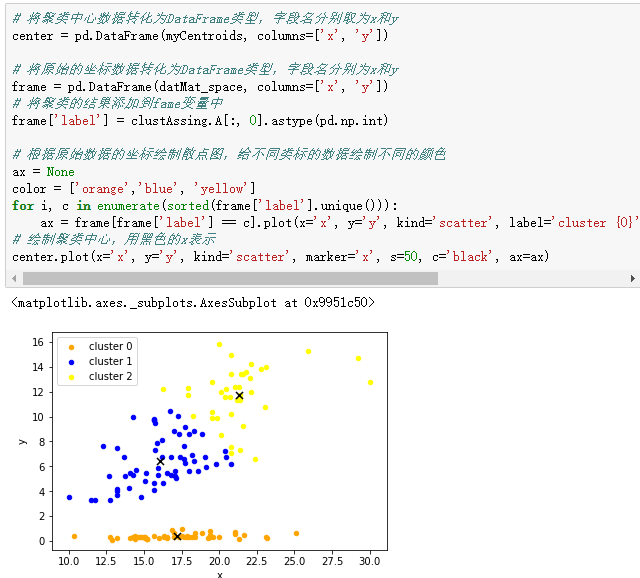 # 将聚类中心数据转化为DataFrame类型，字段名分别取为x和y
center = pd.DataFrame(myCentroids, columns=['x', 'y'])
# 将原始的坐标数据转化为DataFrame类型，字段名分别为x和y
frame = pd.DataFrame(datMat_space, columns=['x', 'y'])
# 将聚类的结果添加到fame变量中
frame['label'] = clustAssing.A[:, 0].astype(pd.np.int)
# 根据原始数据的坐标绘制散点图，给不同类标的数据绘制不同的颜色
ax = None
color = ['orange','blue', 'yellow']
for i, c in enumerate(sorted(frame['label'].unique())):
    ax = frame[frame['label'] == c].plot(x='x', y='y', kind='scatter', label='cluster {0}'
# 绘制聚类中心，用黑色的x表示
center.plot(x='x', y='y', kind='scatter', marker='x', s=50, c='black', ax=ax)
<matplotlib.axes._subplots.AxesSubplot at 0x9951c50>
cluster 0
cluster 1
cluster 2
16
14
12
10
8
6
4
2
0
y
10.0 12.5 15.0 17.5 20.0 22.5 25.0 27.5 30.0
x